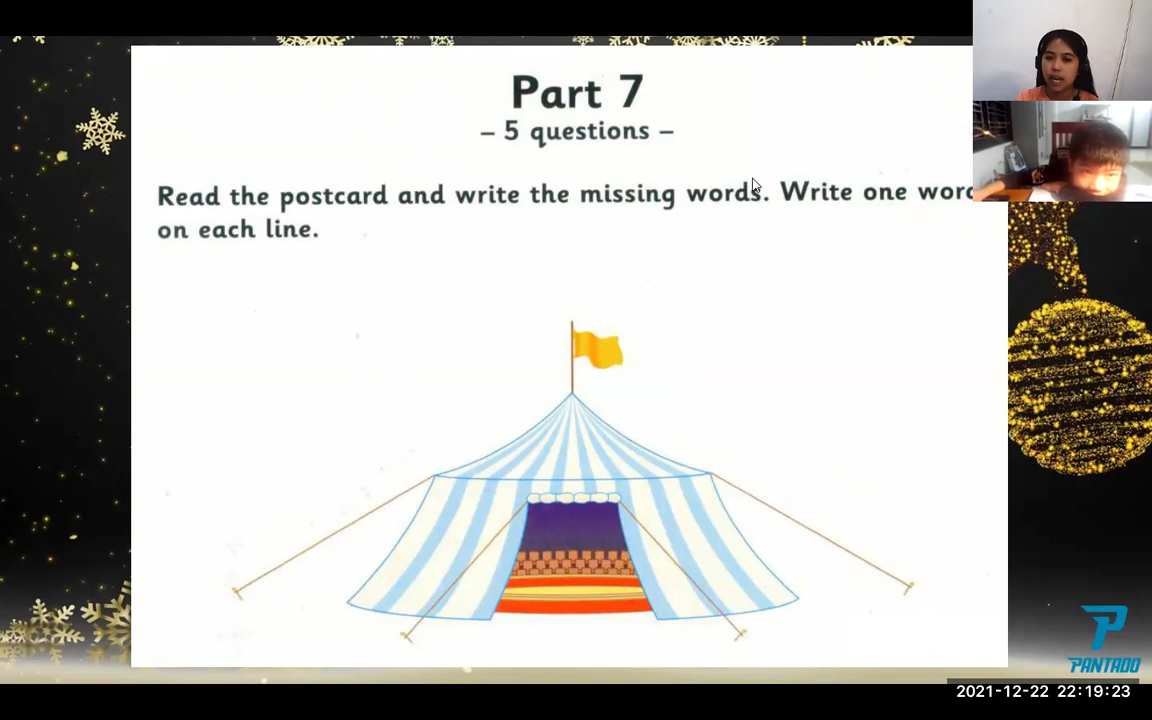 Part 7
– 5 questions –
Read the postcard and write the missing words. Write one word
on each line.
PANTADO
2021-12-22 22:19:23